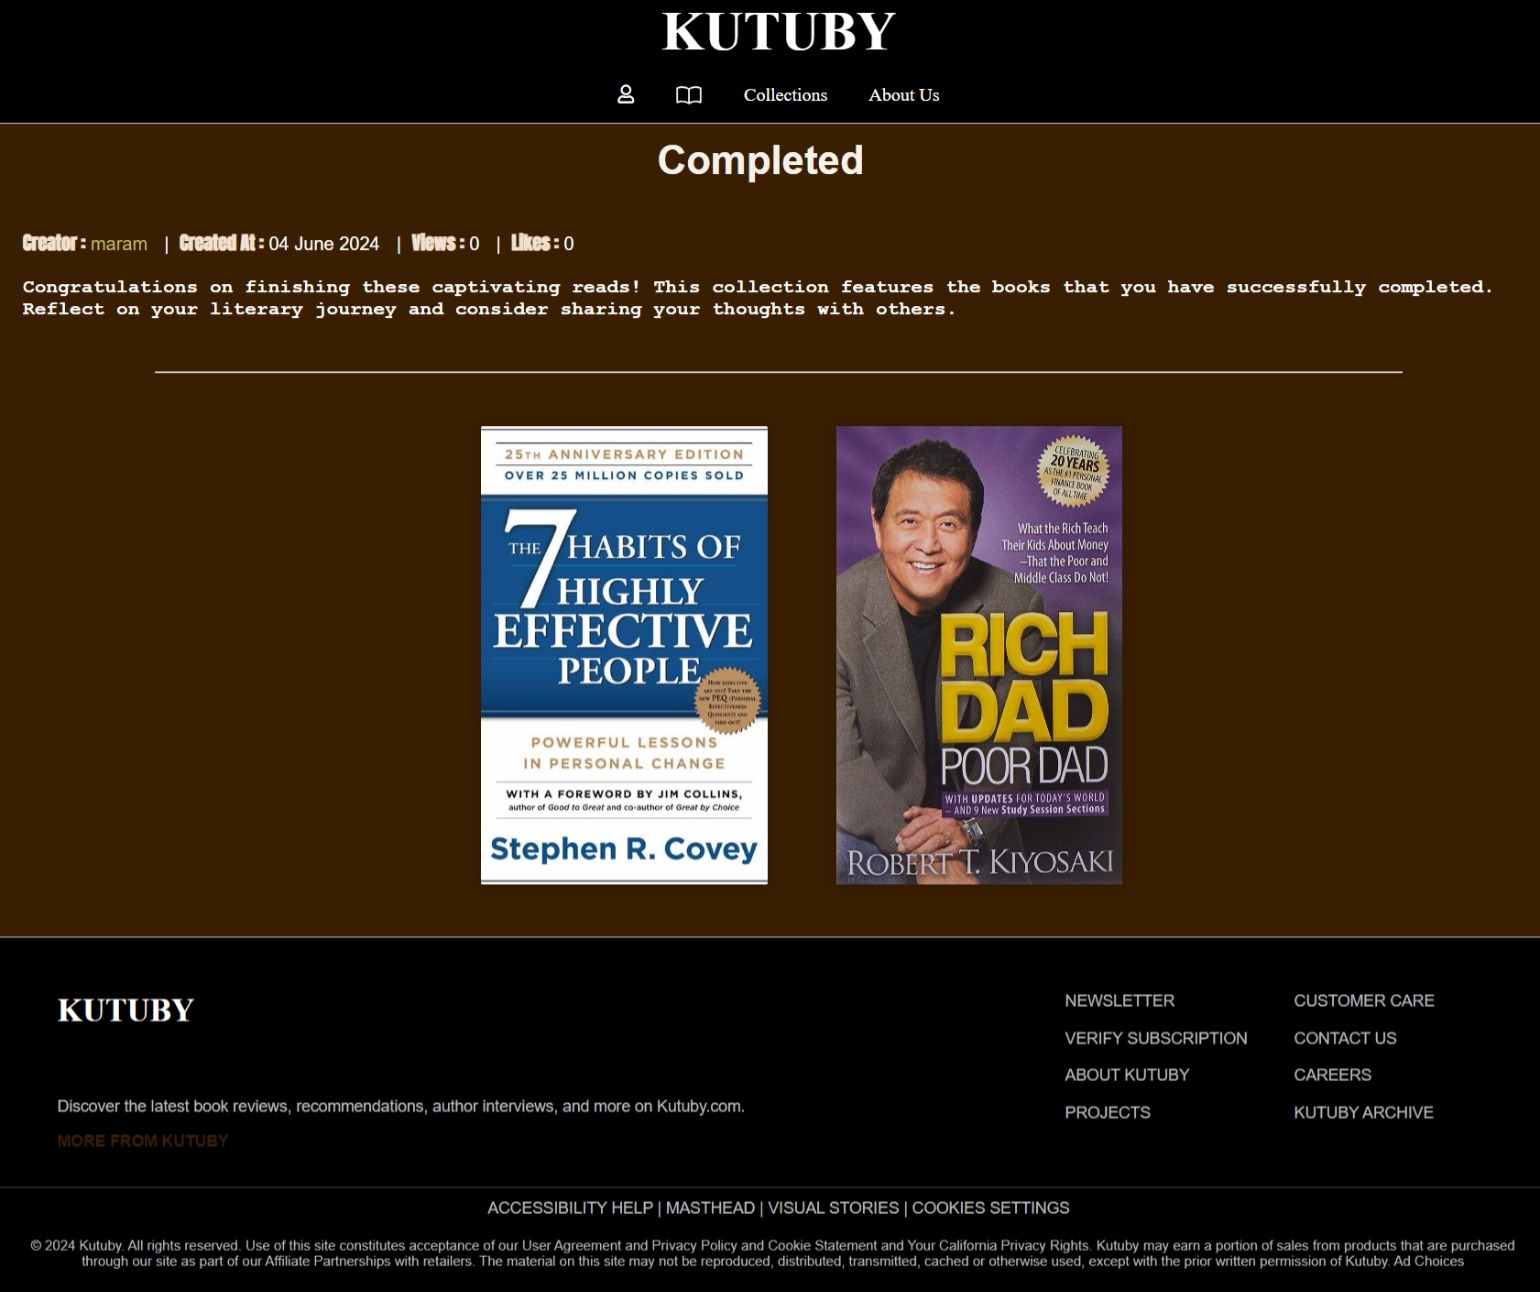 KUTUBY
Collections
About Us
Completed
Creator : maram | Created At : 04 June 2024 | Views : 0 | Likes : 0
Congratulations on finishing these captivating reads! This collection features the books that you have successfully completed.
Reflect on your literary journey and consider sharing your thoughts with others.
25TH ANNIVERSARY EDITION
OVER 25 MILLION COPIES SOLD
THE 7 HABITS OF
HIGHLY
EFFECTIVE
PEOPLE
HOW EFFECTIVE
ARE YOU? TAKE THE
NEW PEQ (PERSONAL
EFFECTIVENESS
QUOTIENT) AND
FIND OUT!
POWERFUL LESSONS
IN PERSONAL CHANGE
WITH A FOREWORD BY JIM COLLINS,
author of Good to Great and co-author of Great by Choice
Stephen R. Covey
CELEBRATING
20 YEARS
AS THE #1 PERSONAL
FINANCE BOOK
OF ALL TIME
What the Rich Teach
Their Kids About Money
–That the Poor and
Middle Class Do Not!
RICH
DAD
POOR DAD
WITH UPDATES FOR TODAY'S WORLD
– AND 9 New Study Session Sections
ROBERT T. KIYOSAKI
KUTUBY
Discover the latest book reviews, recommendations, author interviews, and more on Kutuby.com.
MORE FROM KUTUBY
NEWSLETTER
VERIFY SUBSCRIPTION
ABOUT KUTUBY
PROJECTS
CUSTOMER CARE
CONTACT US
CAREERS
KUTUBY ARCHIVE
ACCESSIBILITY HELP | MASTHEAD | VISUAL STORIES | COOKIES SETTINGS
© 2024 Kutuby. All rights reserved. Use of this site constitutes acceptance of our User Agreement and Privacy Policy and Cookie Statement and Your California Privacy Rights. Kutuby may earn a portion of sales from products that are purchased
through our site as part of our Affiliate Partnerships with retailers. The material on this site may not be reproduced, distributed, transmitted, cached or otherwise used, except with the prior written permission of Kutuby. Ad Choices